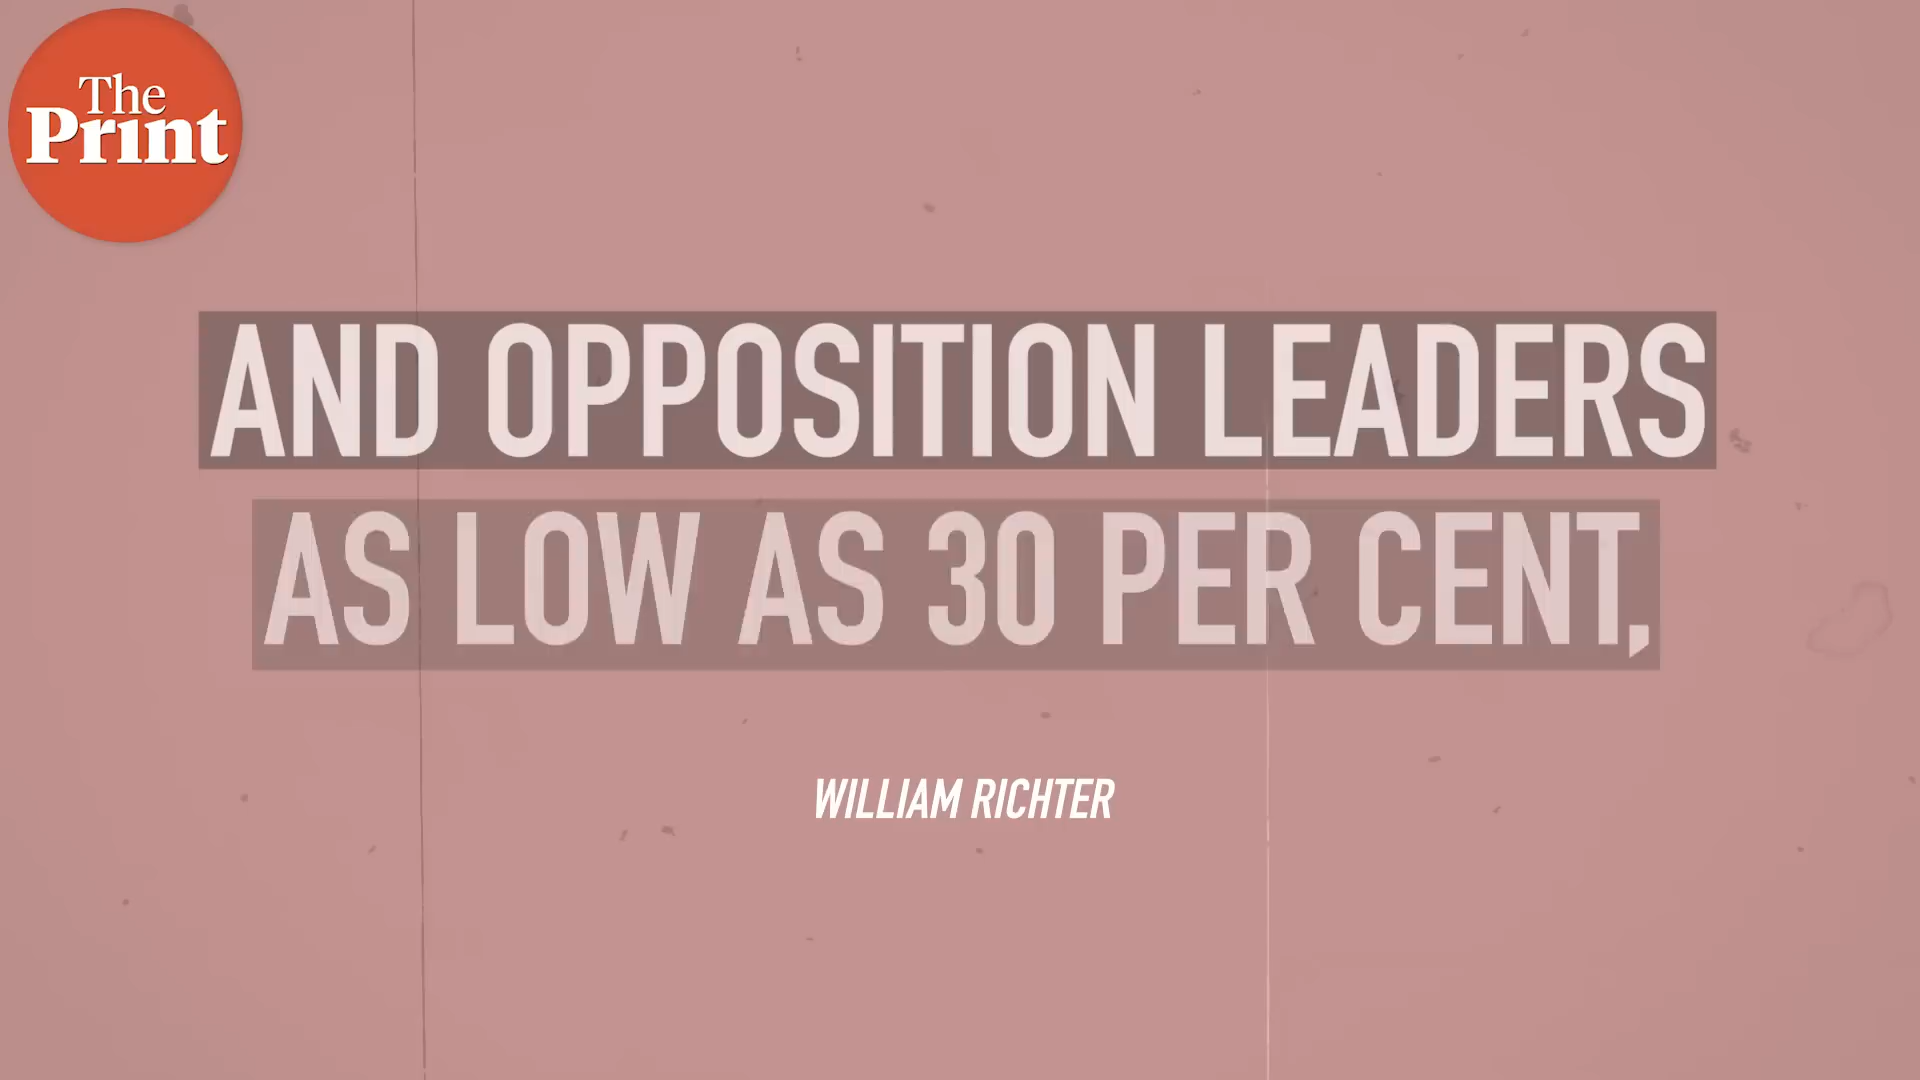 The
Print
AND OPPOSITION LEADERS
AS LOW AS 30 PER CENT,
WILLIAM RICHTER